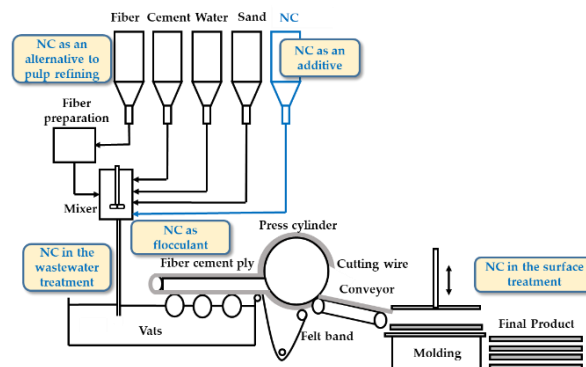 Fiber
Cement
Water
Sand
NC
NC as an
alternative to
pulp refining
NC as an
additive
Fiber
preparation
Mixer
NC as
flocculant
Press cylinder
NC in the
wastewater
treatment
Fiber cement ply
Cutting wire
Conveyor
NC in the surface
treatment
Vats
Felt band
Final Product
Molding